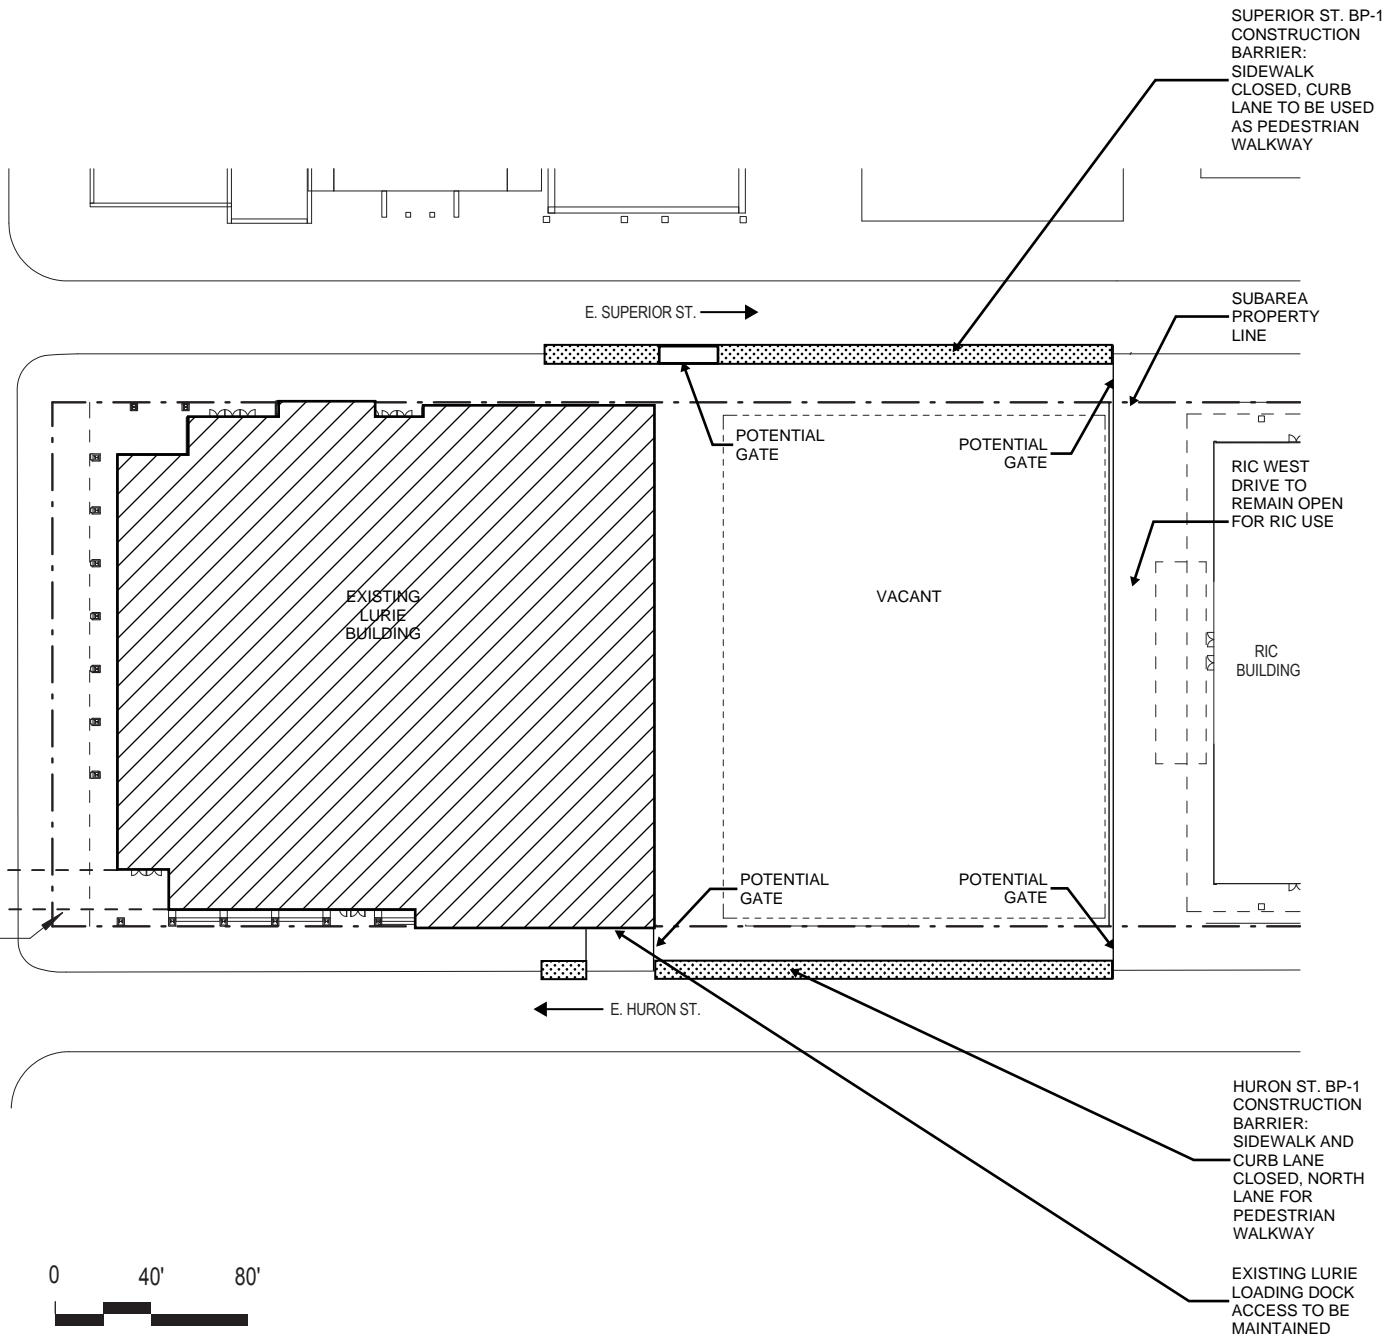 SUPERIOR ST. BP-1
CONSTRUCTION
BARRIER:
SIDEWALK
CLOSED, CURB
LANE TO BE USED
AS PEDESTRIAN
WALKWAY
E. SUPERIOR ST.
SUBAREA
PROPERTY
LINE
POTENTIAL
GATE
POTENTIAL
GATE
RIC WEST
DRIVE TO
REMAIN OPEN
FOR RIC USE
EXISTING
LURIE
BUILDING
VACANT
RIC
BUILDING
POTENTIAL
GATE
POTENTIAL
GATE
E. HURON ST.
HURON ST. BP-1
CONSTRUCTION
BARRIER:
SIDEWALK AND
CURB LANE
CLOSED, NORTH
LANE FOR
PEDESTRIAN
WALKWAY
EXISTING LURIE
LOADING DOCK
ACCESS TO BE
MAINTAINED
0 40' 80'